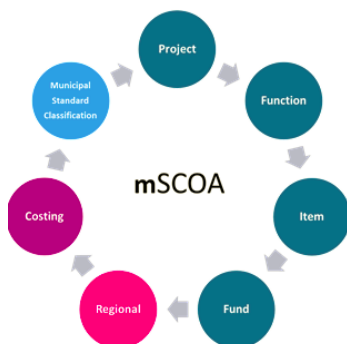 Project
Municipal
Standard
Classification
Function
mSCOA
Costing
Item
Regional
Fund